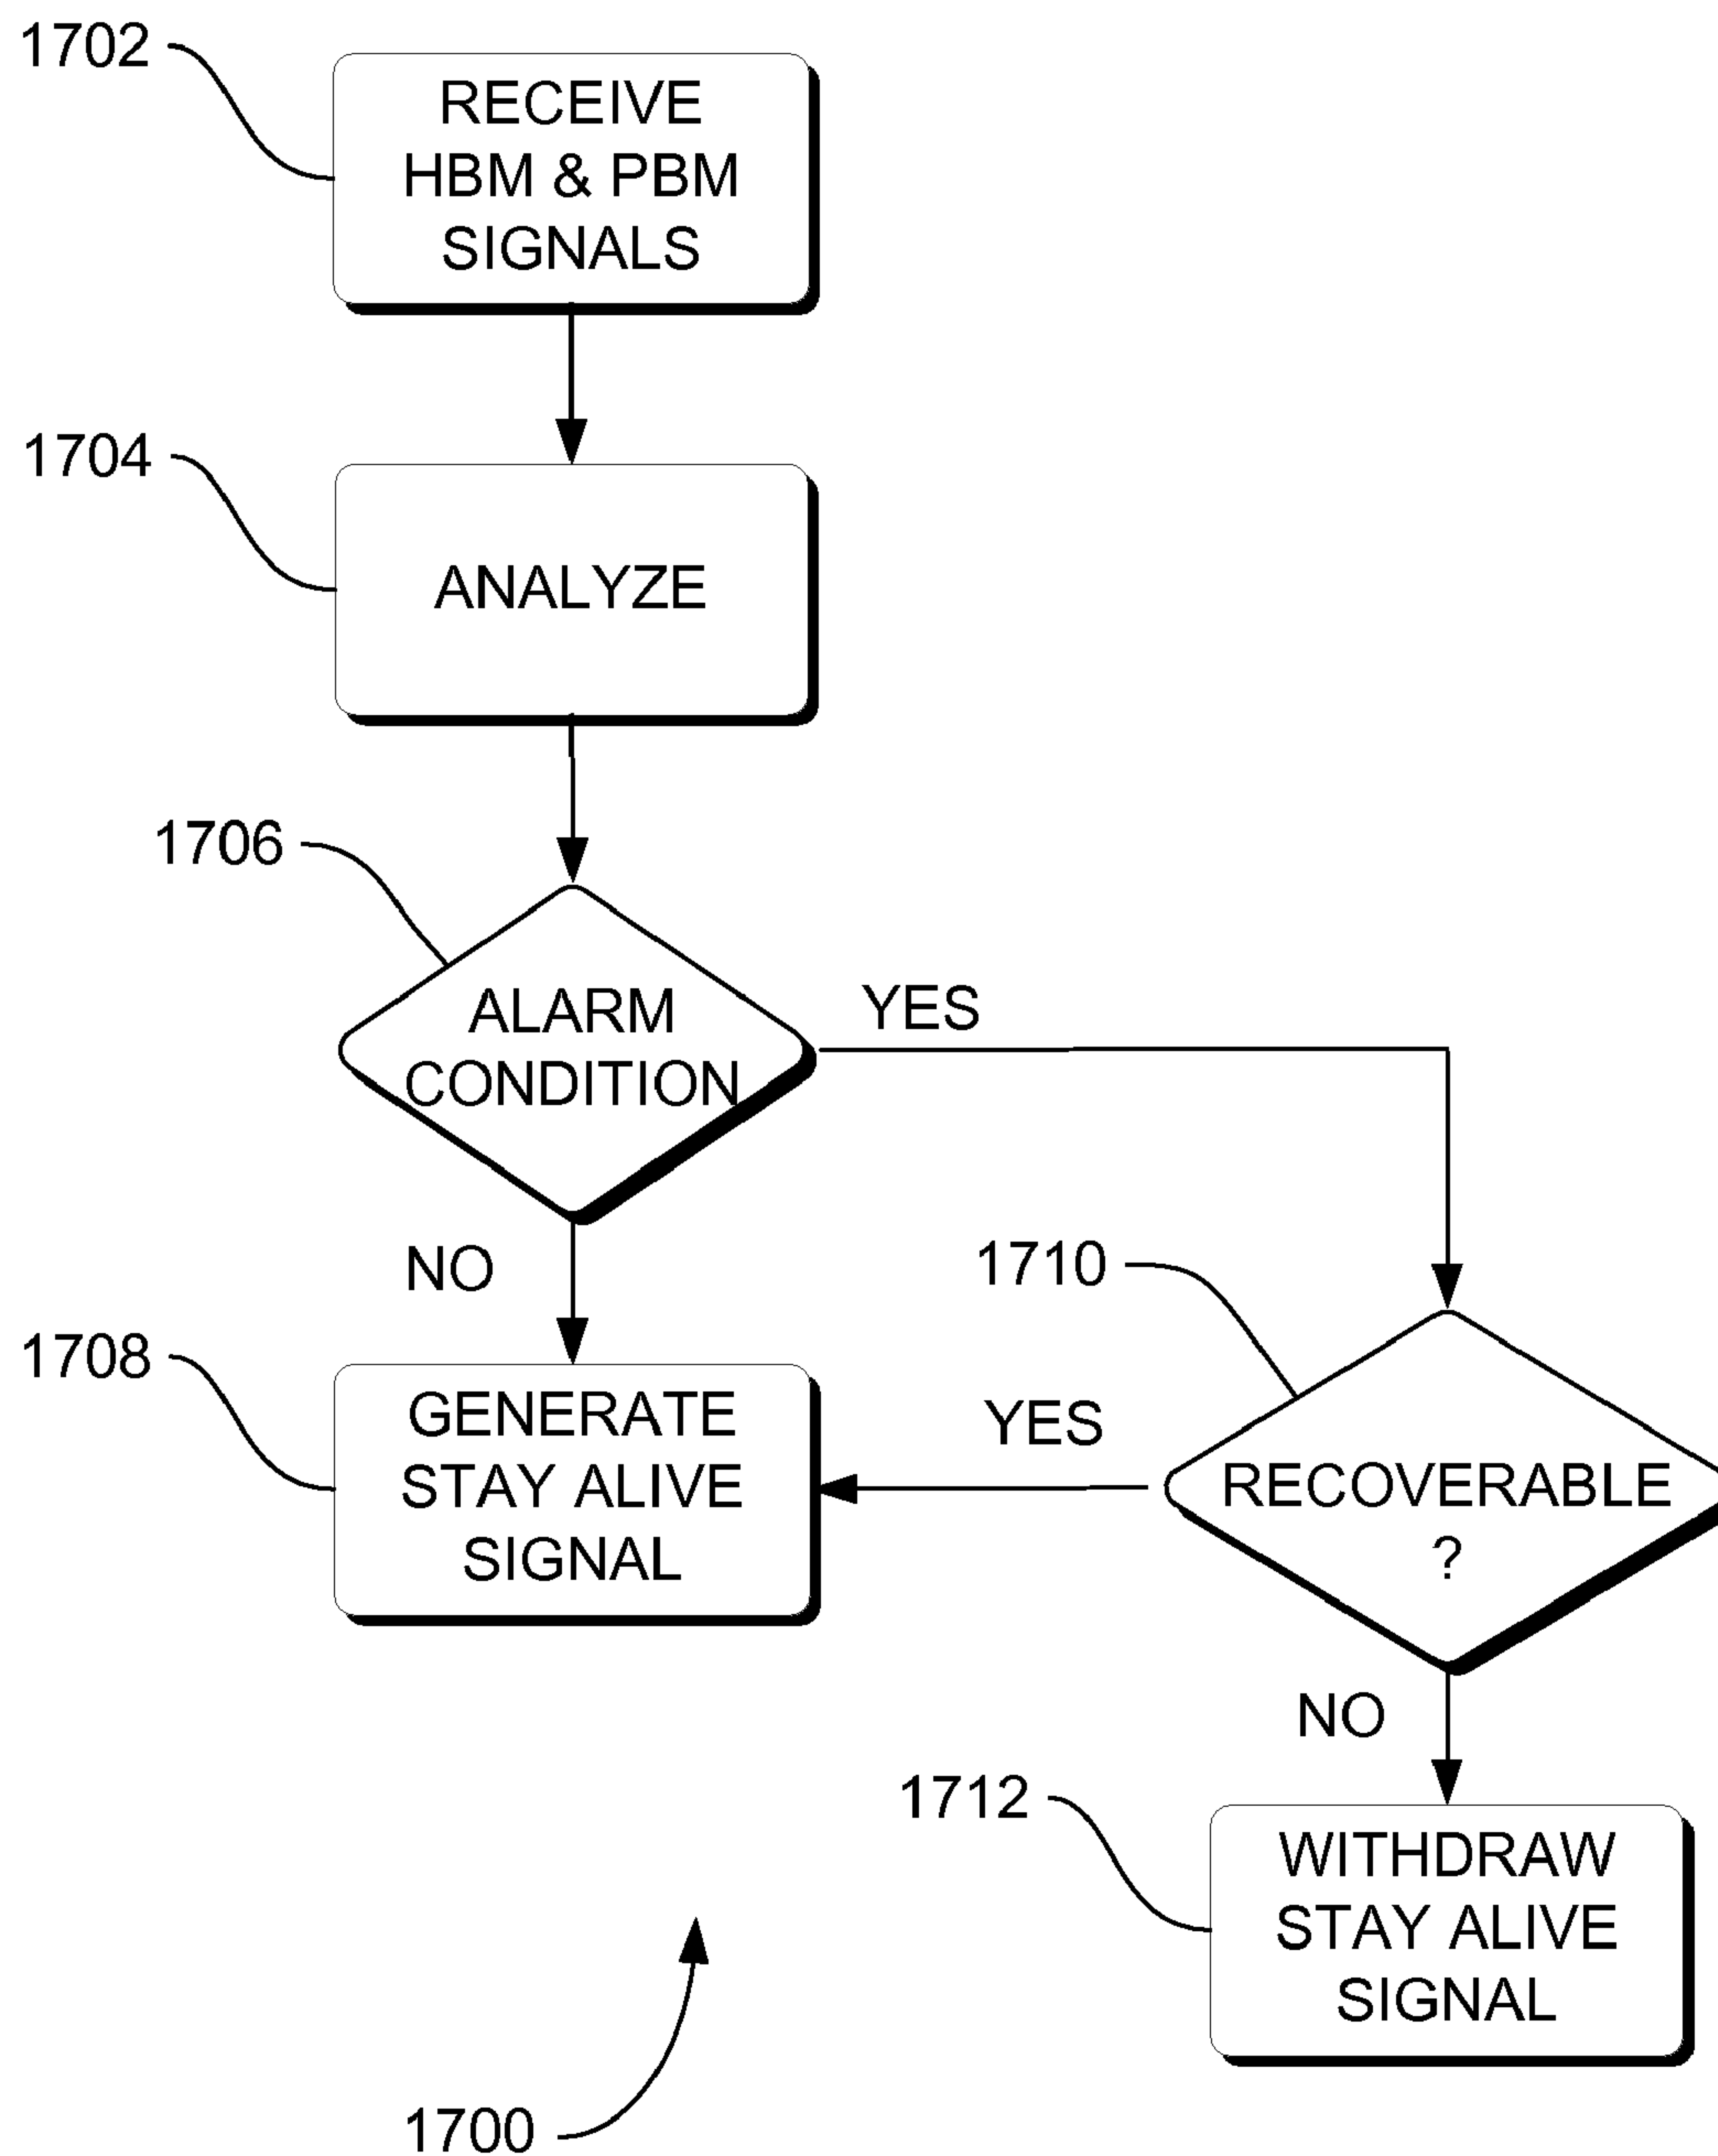 1702
RECEIVE
HBM & PBM
SIGNALS
1704
ANALYZE
1706
ALARM
CONDITION
YES
NO
1708
GENERATE
STAY ALIVE
SIGNAL
1710
YES
RECOVERABLE
?
NO
1712
WITHDRAW
STAY ALIVE
SIGNAL
1700